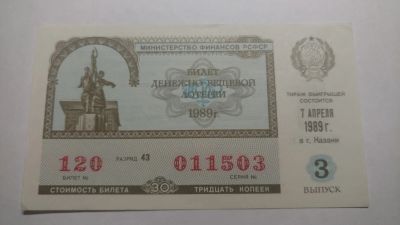 МИНИСТЕРСТВО ФИНАНСОВ РСФСР
БИЛЕТ
ДЕНЕЖНО-ВЕЩЕВОЙ
ЛОТЕРЕИ
1989г.
ТИРАЖ ВЫИГРЫШЕЙ
СОСТОИТСЯ
7 АПРЕЛЯ
1989 г.
в г. Казани
120 РАЗРЯД 43 011503
БИЛЕТ № СЕРИЯ №
3
ВЫПУСК
СТОИМОСТЬ БИЛЕТА 30 ТРИДЦАТЬ КОПЕЕК